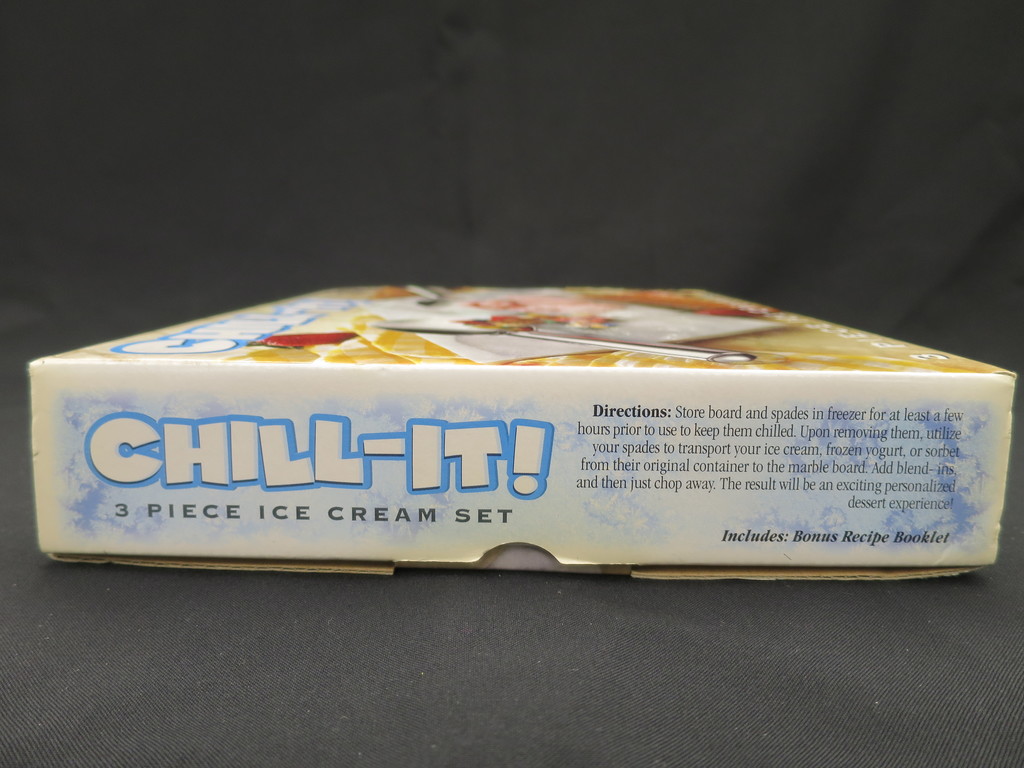 CHILL-IT!
3 PIECE ICE CREAM SET
Directions: Store board and spades in freezer for at least a few
hours prior to use to keep them chilled. Upon removing them, utilize
your spades to transport your ice cream, frozen yogurt, or sorbet
from their original container to the marble board. Add blend-ins,
and then just chop away. The result will be an exciting personalized
dessert experience!
Includes: Bonus Recipe Booklet